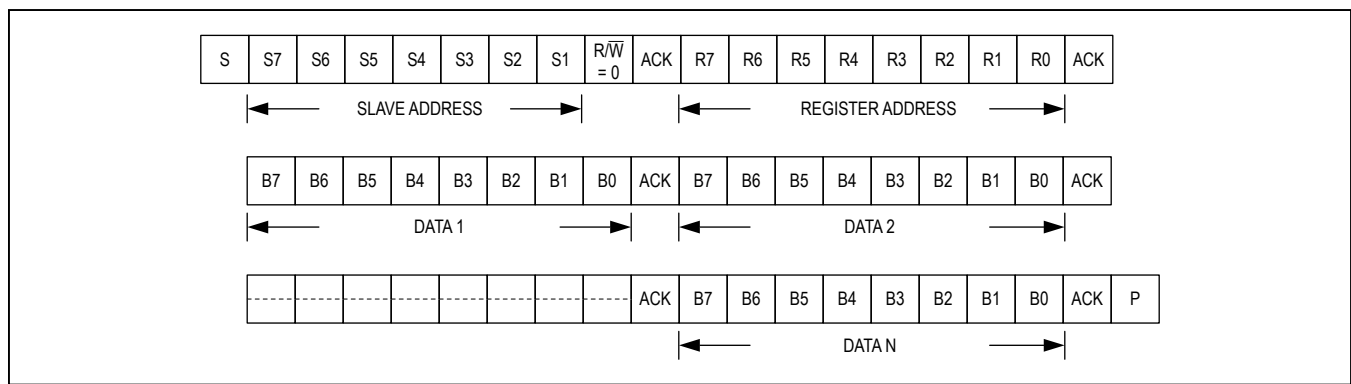 S S7 S6 S5 S4 S3 S2 S1 R/W̅ = 0 ACK R7 R6 R5 R4 R3 R2 R1 R0 ACK
SLAVE ADDRESS REGISTER ADDRESS
B7 B6 B5 B4 B3 B2 B1 B0 ACK B7 B6 B5 B4 B3 B2 B1 B0 ACK
DATA 1 DATA 2
ACK B7 B6 B5 B4 B3 B2 B1 B0 ACK P
DATA N